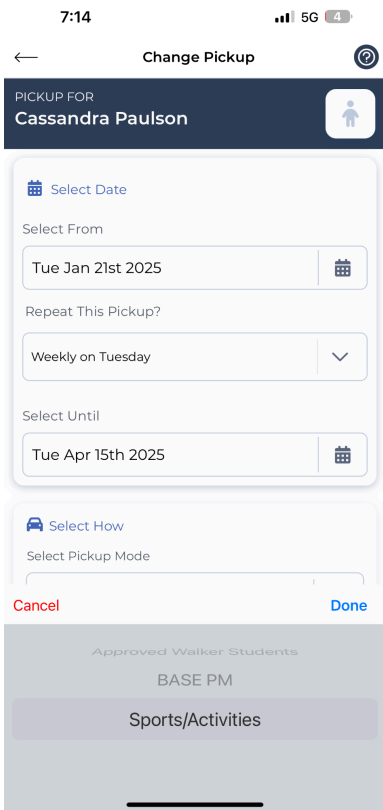 7:14 5G 4
Change Pickup
PICKUP FOR
Cassandra Paulson
Select Date
Select From
Tue Jan 21st 2025
Repeat This Pickup?
Weekly on Tuesday
Select Until
Tue Apr 15th 2025
Select How
Select Pickup Mode
Cancel Done
Approved Walker Students
BASE PM
Sports/Activities